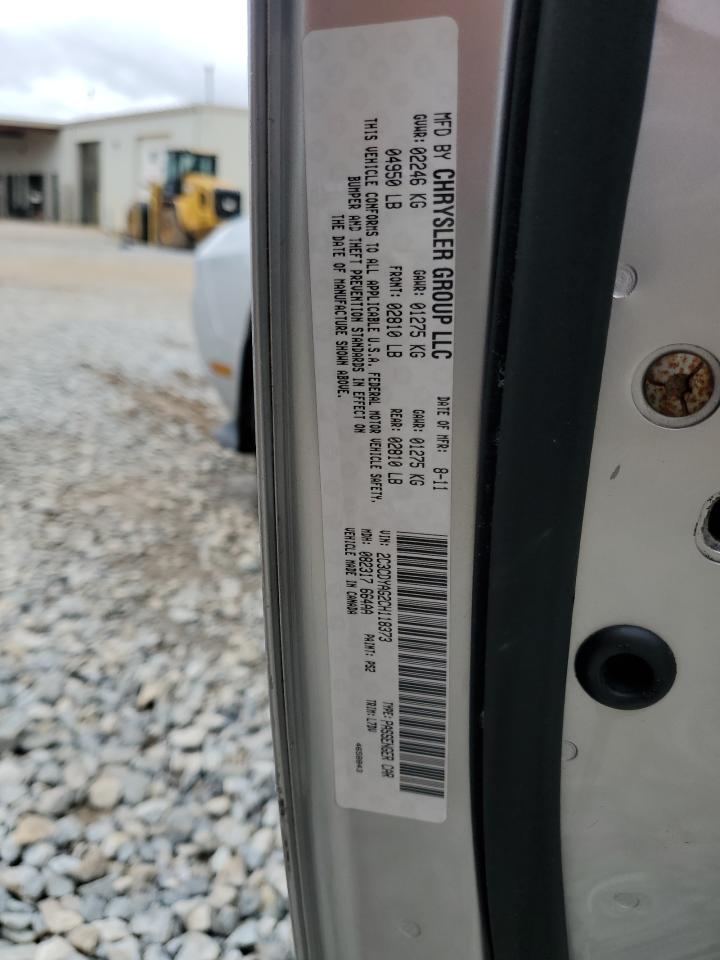 MFD BY CHRYSLER GROUP LLC DATE OF MFR: 8-11
GVWR: 02246 KG GAWR: 01275 KG GAWR: 01275 KG
04950 LB FRONT: 02810 LB REAR: 02810 LB
THIS VEHICLE CONFORMS TO ALL APPLICABLE U.S.A. FEDERAL MOTOR VEHICLE SAFETY,
BUMPER AND THEFT PREVENTION STANDARDS IN EFFECT ON
THE DATE OF MANUFACTURE SHOWN ABOVE.
VIN: 2C3CDYAG2CH118373 TYPE: PASSENGER CAR
MDH: 082317 664AA PAINT: PS2 TRIM: L7DV
VEHICLE MADE IN CANADA 4658043